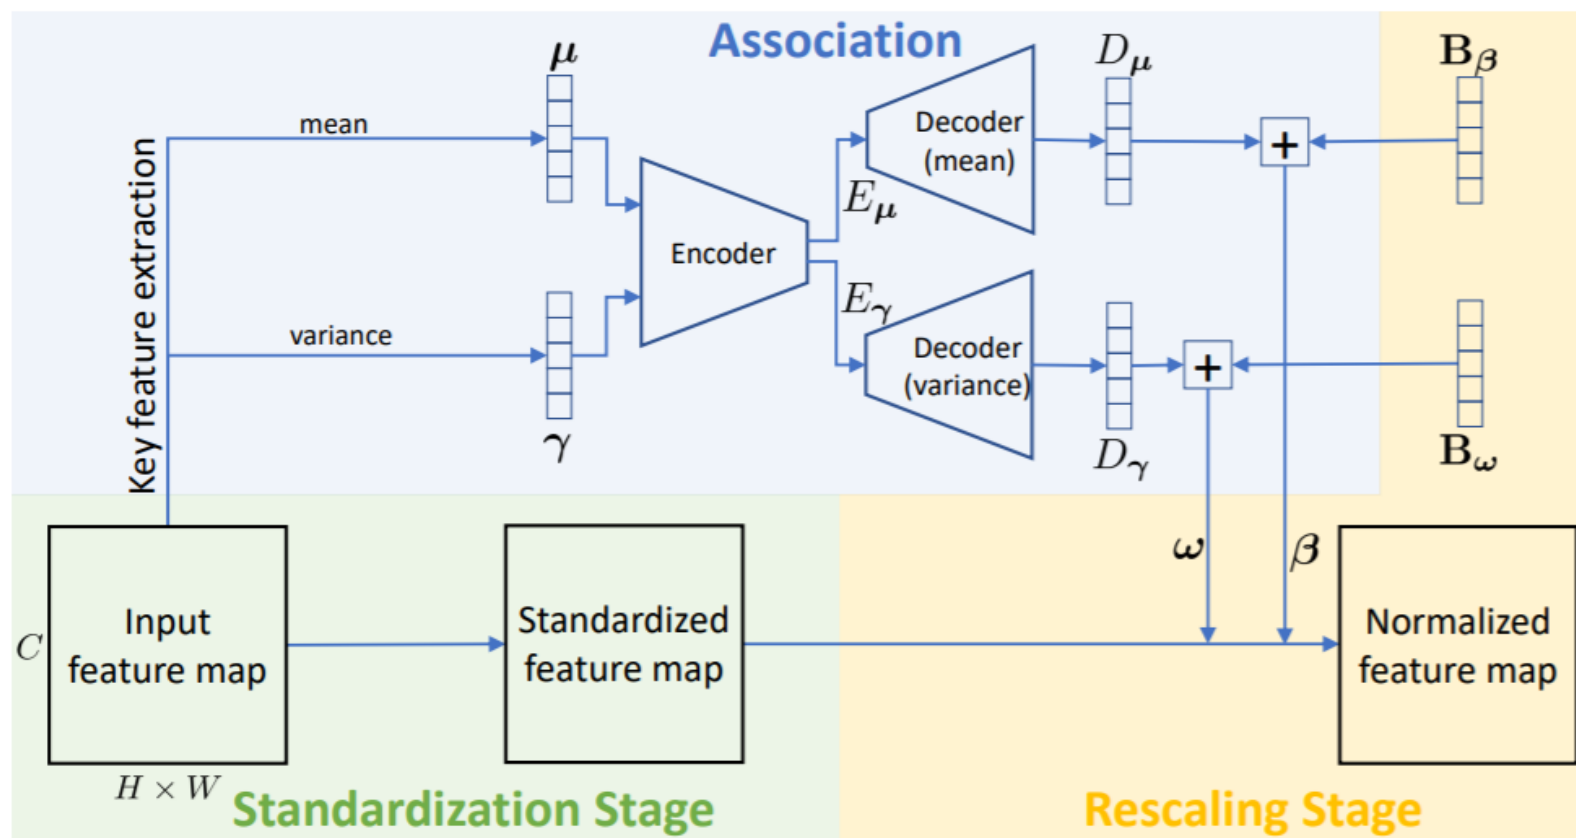 Association
μ
D_μ
B_β
mean
Key feature extraction
Decoder
(mean)
+
E_μ
Encoder
variance
E_γ
Decoder
(variance)
+
γ
D_γ
B_ω
ω
β
C
Input
feature map
Standardized
feature map
Normalized
feature map
H × W
Standardization Stage
Rescaling Stage